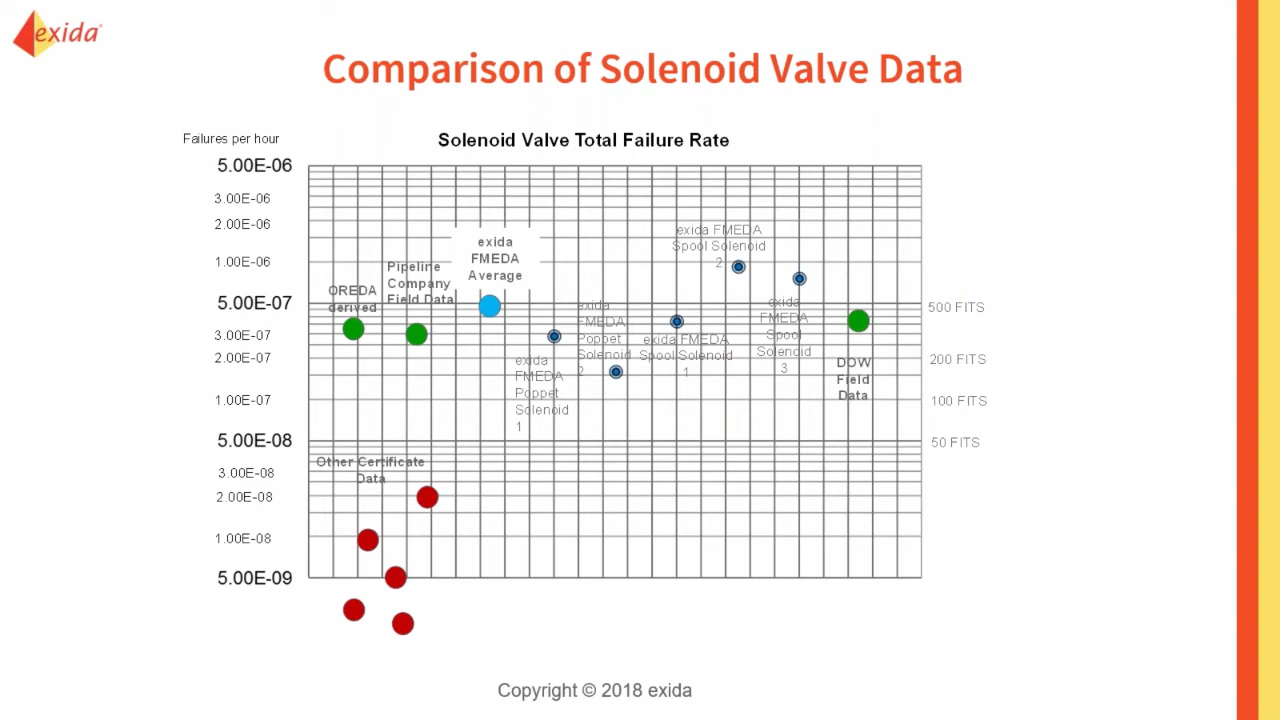 exida
Comparison of Solenoid Valve Data
Failures per hour
Solenoid Valve Total Failure Rate
5.00E-06
3.00E-06
2.00E-06
1.00E-06
5.00E-07
3.00E-07
2.00E-07
1.00E-07
5.00E-08
3.00E-08
2.00E-08
1.00E-08
5.00E-09
OREDA
derived
Pipeline
Company
Field Data
exida
FMEDA
Average
exida
FMEDA
Poppet
Solenoid
1
exida
FMEDA
Poppet
Solenoid
2
exida FMEDA
Spool Solenoid
1
exida FMEDA
Spool Solenoid
2
exida
FMEDA
Spool
Solenoid
3
DOW
Field
Data
Other Certificate
Data
500 FITS
200 FITS
100 FITS
50 FITS
Copyright © 2018 exida